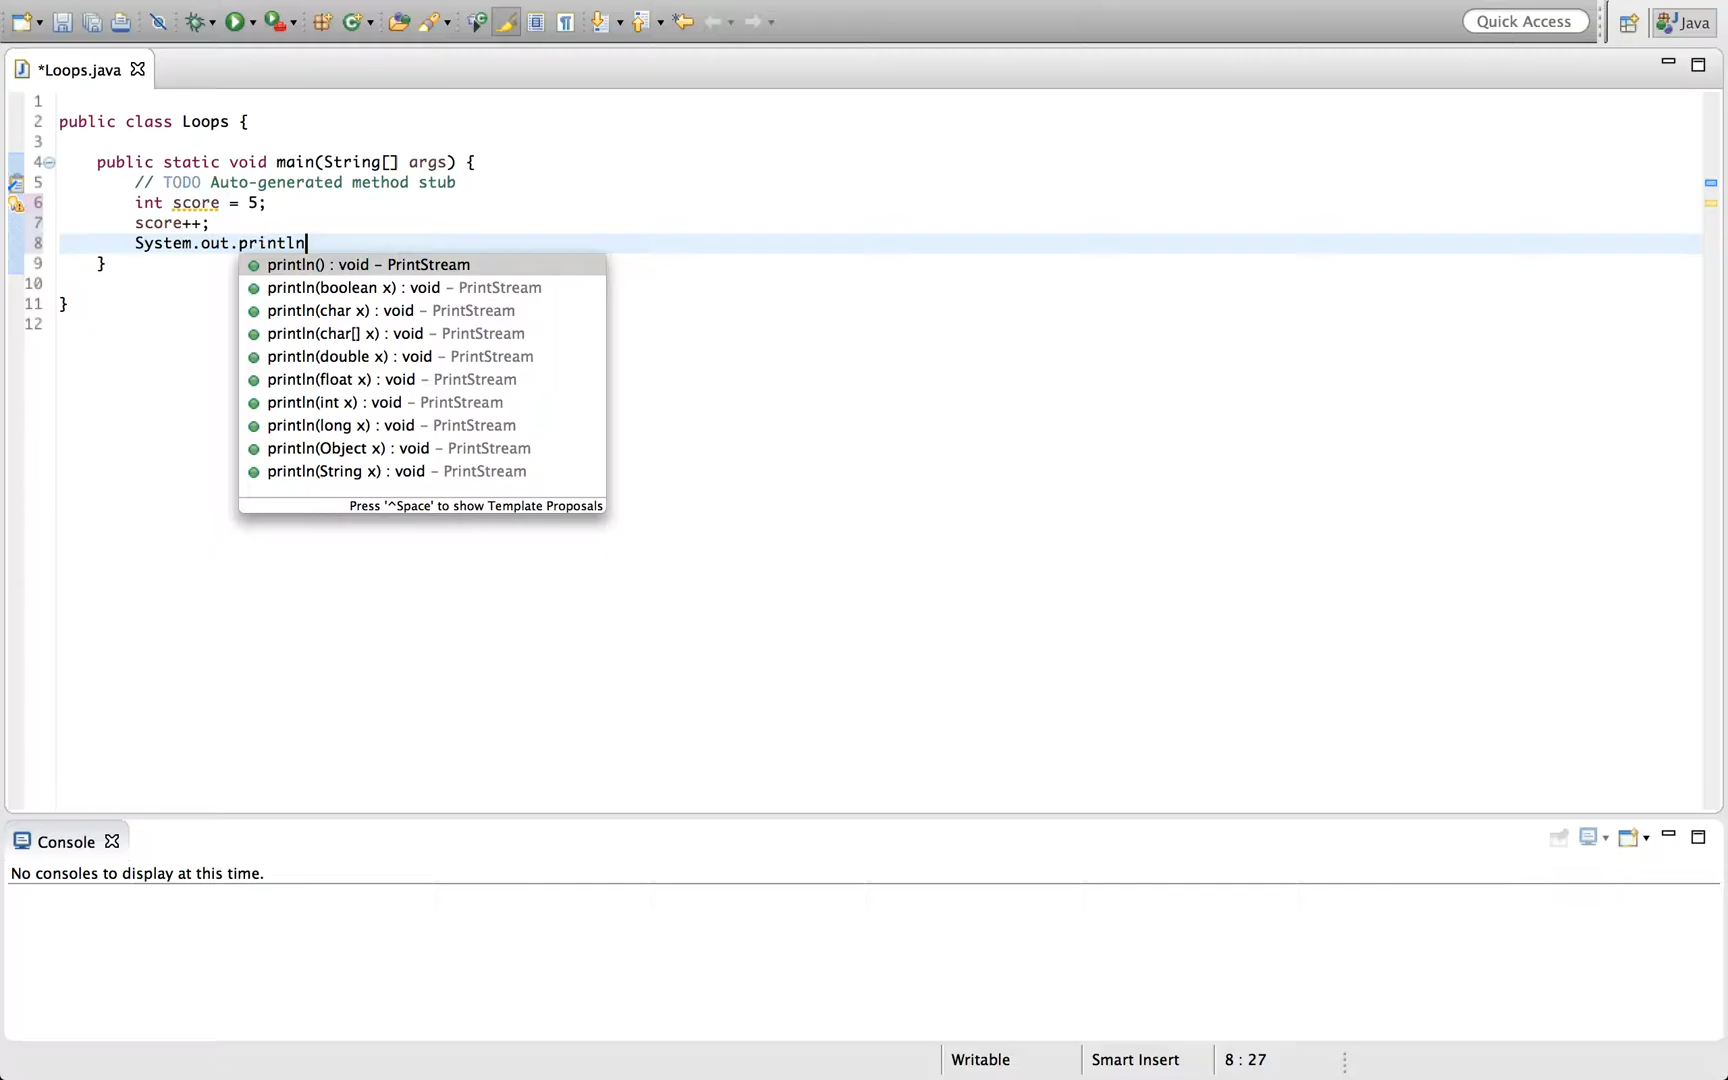 Quick Access
Java
*Loops.java
1
2 public class Loops {
3
4 public static void main(String[] args) {
5 // TODO Auto-generated method stub
6 int score = 5;
7 score++;
8 System.out.println
9 }
10
11 }
12
println() : void – PrintStream
println(boolean x) : void – PrintStream
println(char x) : void – PrintStream
println(char[] x) : void – PrintStream
println(double x) : void – PrintStream
println(float x) : void – PrintStream
println(int x) : void – PrintStream
println(long x) : void – PrintStream
println(Object x) : void – PrintStream
println(String x) : void – PrintStream
Press '^Space' to show Template Proposals
Console
No consoles to display at this time.
Writable
Smart Insert
8 : 27